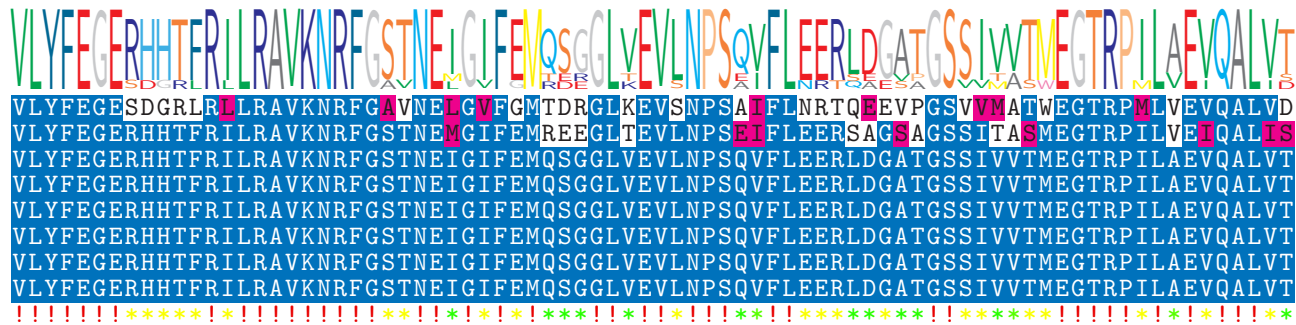 VLYFEGERHHTFRILRAVKNRFGSTNEIGIFEMQSGGLVEVLNPSQVFLEERLDGATGSSIVVTMEGTRPILAEVQALVT
VLYFEGESDGRLRLLRAVKNRFGAVNELGVFGMTDRGLKEVSNPSAIFLNRTQEEVPGSVVMATWEGTRPMLVEVQALVD
VLYFEGERHHTFRILRAVKNRFGSTNEMGIFEMREEGLTEVLNPSEIFLEERSAGSAGSSITASMEGTRPILVEIQALIS
VLYFEGERHHTFRILRAVKNRFGSTNEIGIFEMQSGGLVEVLNPSQVFLEERLDGATGSSIVVTMEGTRPILAEVQALVT
VLYFEGERHHTFRILRAVKNRFGSTNEIGIFEMQSGGLVEVLNPSQVFLEERLDGATGSSIVVTMEGTRPILAEVQALVT
VLYFEGERHHTFRILRAVKNRFGSTNEIGIFEMQSGGLVEVLNPSQVFLEERLDGATGSSIVVTMEGTRPILAEVQALVT
VLYFEGERHHTFRILRAVKNRFGSTNEIGIFEMQSGGLVEVLNPSQVFLEERLDGATGSSIVVTMEGTRPILAEVQALVT
VLYFEGERHHTFRILRAVKNRFGSTNEIGIFEMQSGGLVEVLNPSQVFLEERLDGATGSSIVVTMEGTRPILAEVQALVT
VLYFEGERHHTFRILRAVKNRFGSTNEIGIFEMQSGGLVEVLNPSQVFLEERLDGATGSSIVVTMEGTRPILAEVQALVT
!!!!!!!*****!*!!!!!!!!!**!!*!*!*!***!!*!!*!!!**!!********!!******!!!!!*!*!*!!!**